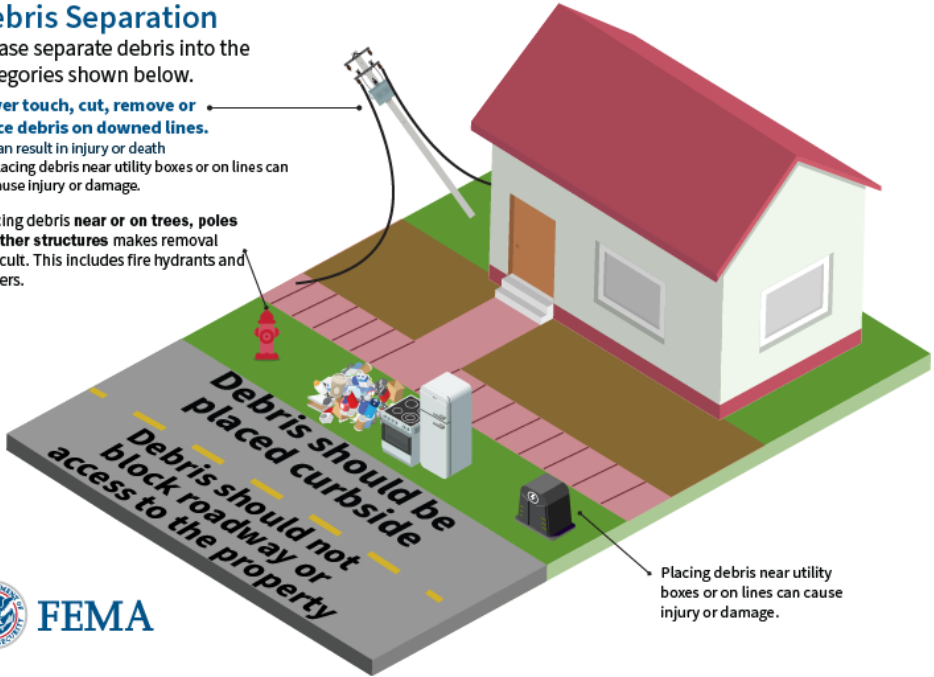 ebris Separation
ase separate debris into the
egories shown below.
ver touch, cut, remove or
ce debris on downed lines.
an result in injury or death
lacing debris near utility boxes or on lines can
ause injury or damage.
cing debris near or on trees, poles
ther structures makes removal
cult. This includes fire hydrants and
ers.
Debris should be
placed curbside
Debris should not
block roadway or
access to the property
Placing debris near utility
boxes or on lines can cause
injury or damage.
FEMA